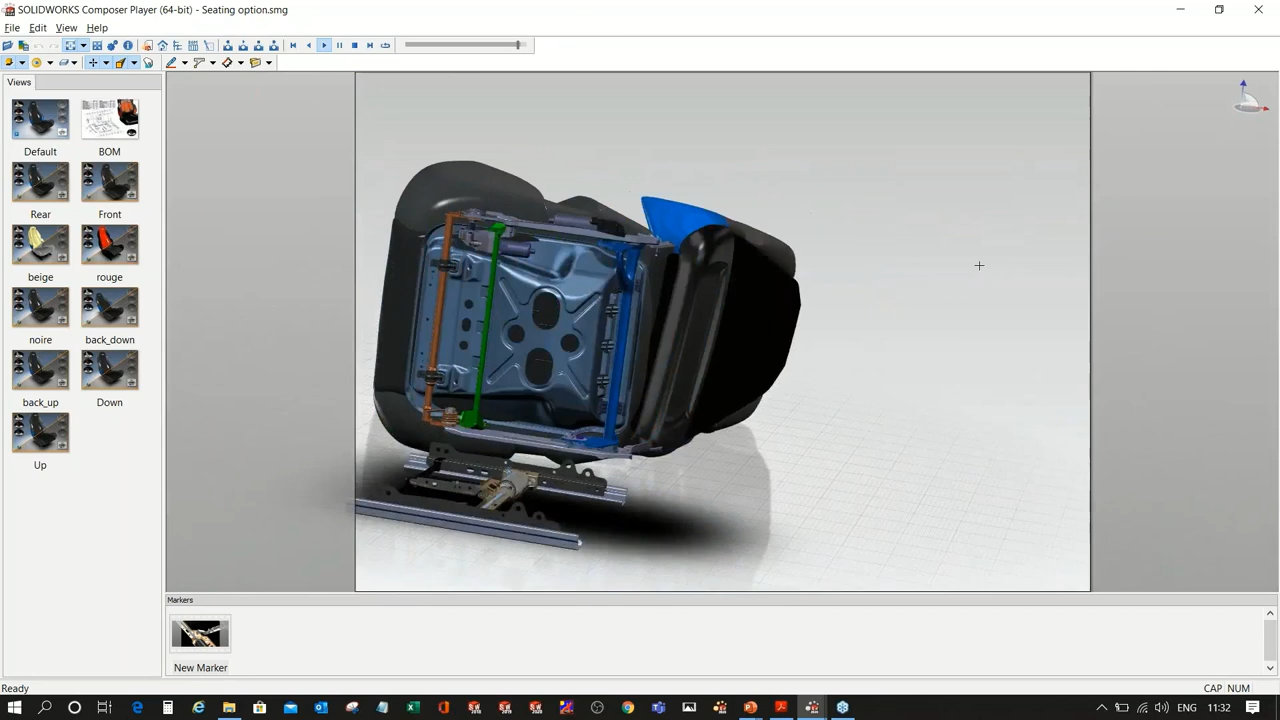 SOLIDWORKS Composer Player (64-bit) - Seating option.smg
File Edit View Help
Views
Default BOM
Rear Front
beige rouge
noire back_down
back_up Down
Up
Markers
New Marker
Ready CAP NUM
ENG 11:32